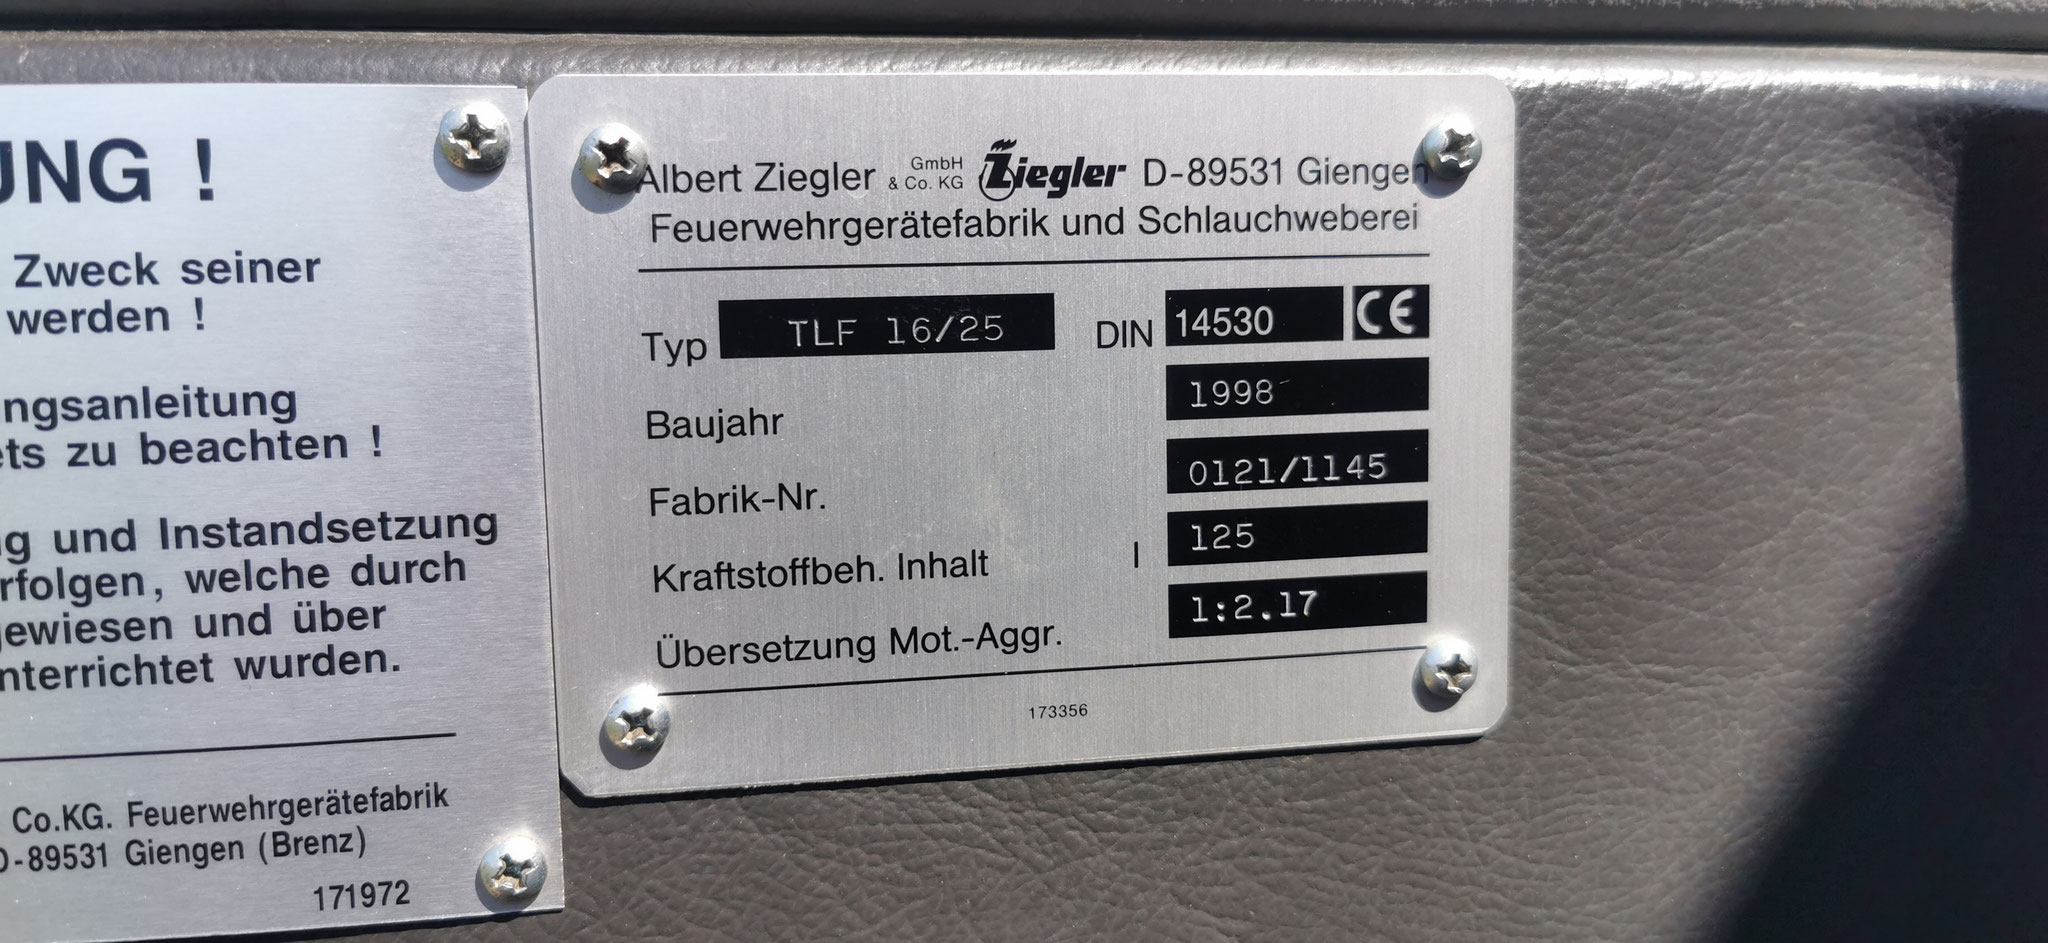 UNG !
Zweck seiner
werden !
ngsanleitung
ets zu beachten !
g und Instandsetzung
rfolgen, welche durch
ewiesen und über
nterrichtet wurden.
Co.KG. Feuerwehrgerätefabrik
D-89531 Giengen (Brenz)
171972
Albert Ziegler GmbH & Co. KG Ziegler D-89531 Giengen
Feuerwehrgerätefabrik und Schlauchweberei
Typ TLF 16/25 DIN 14530 CE
Baujahr 1998
Fabrik-Nr. 0121/1145
Kraftstoffbeh. Inhalt l 125
Übersetzung Mot.-Aggr. 1:2.17
173356